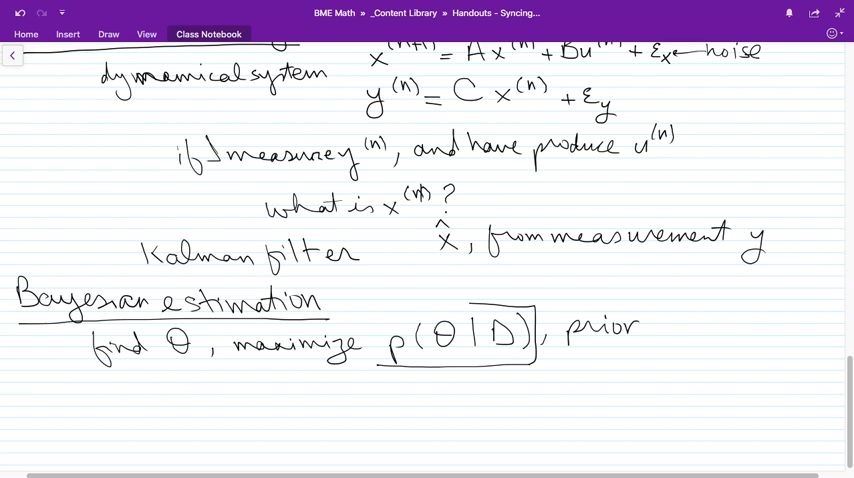 BME Math » _Content Library » Handouts – Syncing...
Home Insert Draw View Class Notebook
x^(n+1) = Ax^(n) + Bu^(n) + ε_x ← noise
dynamical system
y^(n) = C x^(n) + ε_y
if I measure y^(n), and have produce u^(n)
what is x^(n)?
Kalman filter x̂, from measurement y
Bayesian estimation
find θ, maximize p(θ|D), prior